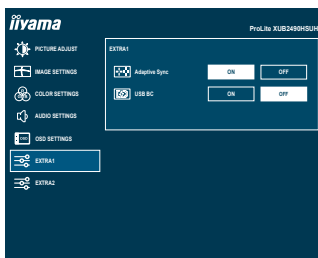 iiyama
ProLite XUB2490HSUH
PICTURE ADJUST
EXTRA1
IMAGE SETTINGS
Adaptive Sync ON OFF
COLOR SETTINGS
USB BC ON OFF
AUDIO SETTINGS
OSD OSD SETTINGS
EXTRA1
EXTRA2